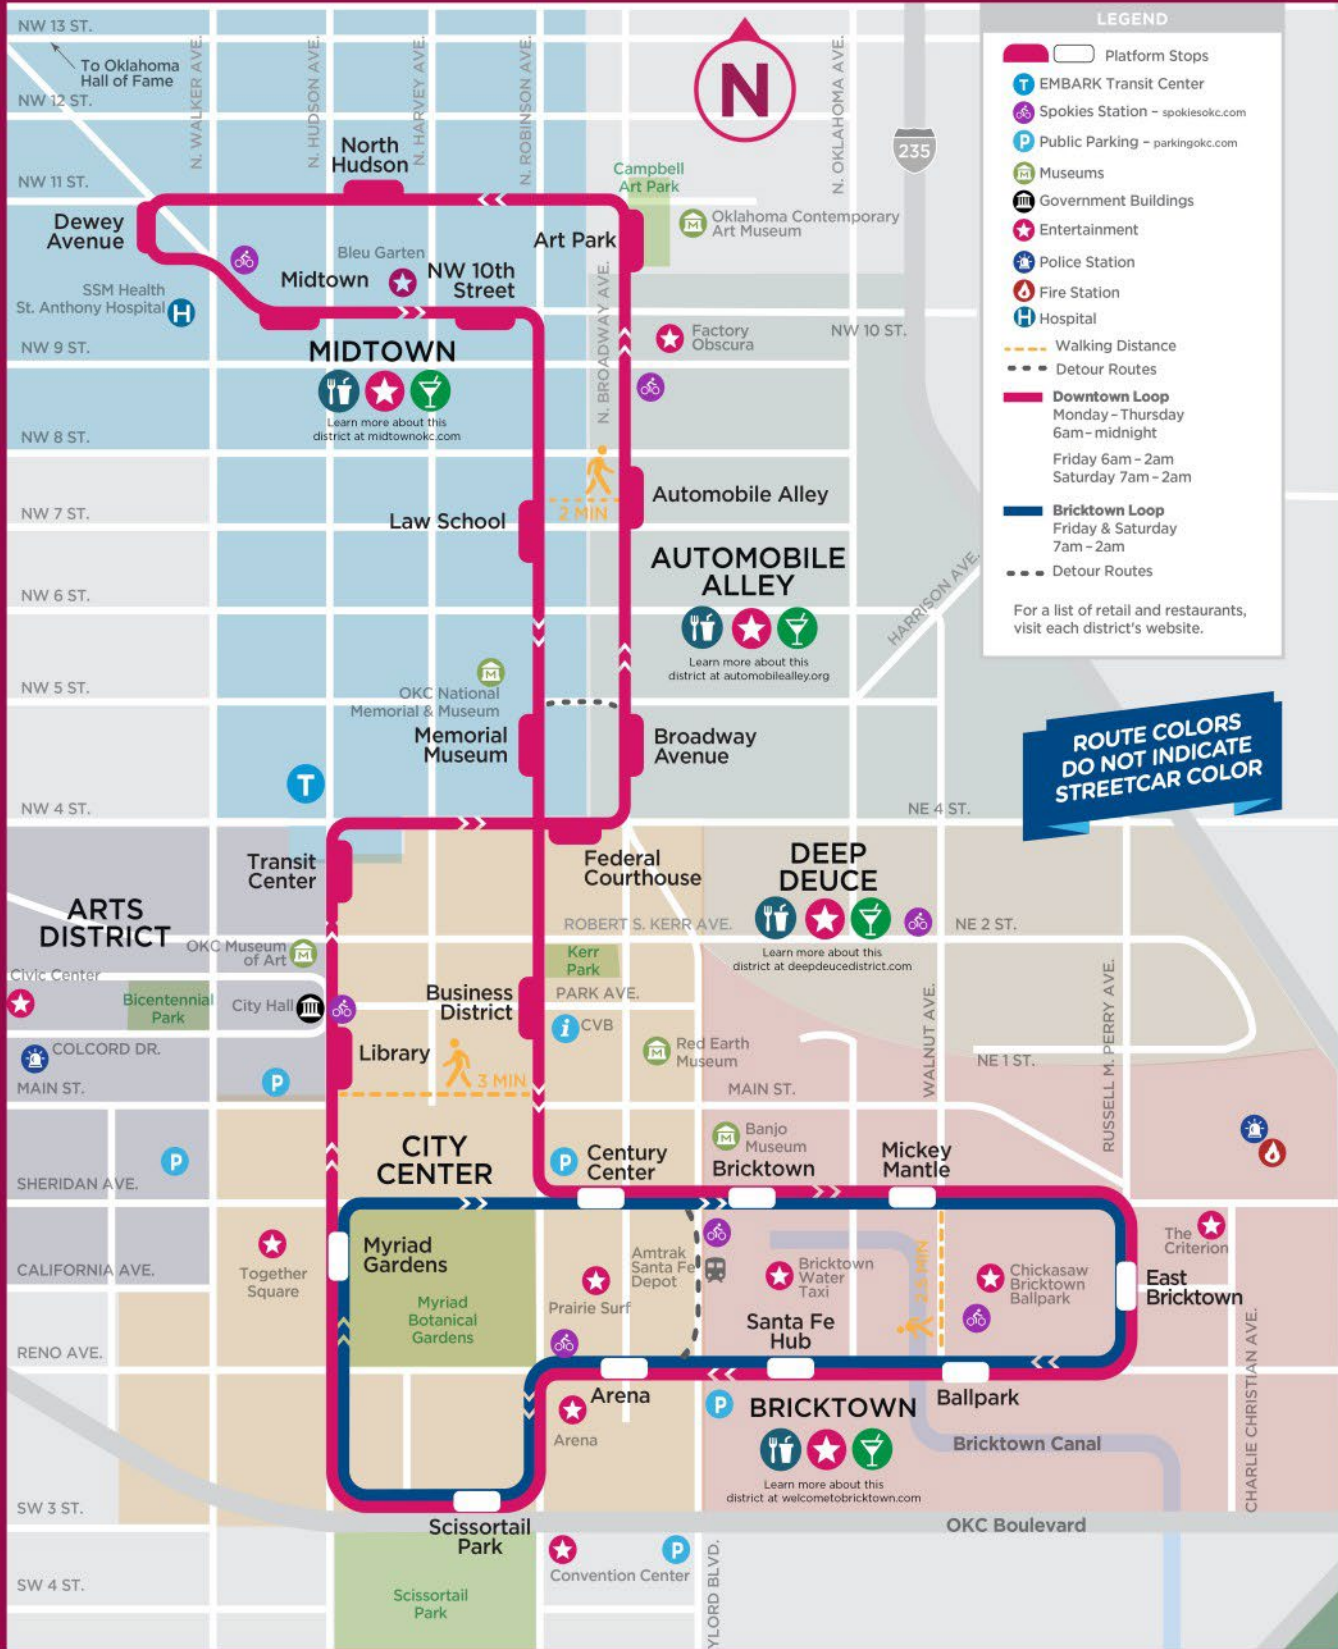 LEGEND
Platform Stops
T EMBARK Transit Center
Spokies Station – spokiesokc.com
P Public Parking – parkingokc.com
M Museums
Government Buildings
Entertainment
Police Station
Fire Station
H Hospital
Walking Distance
Detour Routes
Downtown Loop
Monday – Thursday
6am – midnight
Friday 6am – 2am
Saturday 7am – 2am
Bricktown Loop
Friday & Saturday
7am – 2am
Detour Routes
For a list of retail and restaurants,
visit each district's website.
NW 13 ST.
To Oklahoma
Hall of Fame
NW 12 ST.
N. WALKER AVE.
N. HUDSON AVE.
N. HARVEY AVE.
N. ROBINSON AVE.
N
N. OKLAHOMA AVE.
235
North
Hudson
NW 11 ST.
Campbell
Art Park
Dewey
Avenue
Art Park
M
Oklahoma Contemporary
Art Museum
Bleu Garten
Midtown
NW 10th
Street
SSM Health
St. Anthony Hospital
H
N. BROADWAY AVE.
Factory
Obscura
NW 10 ST.
NW 9 ST.
MIDTOWN
Learn more about this
district at midtownokc.com
NW 8 ST.
2 MIN
Automobile Alley
NW 7 ST.
Law School
AUTOMOBILE
ALLEY
Learn more about this
district at automobilealley.org
HARRISON AVE.
NW 6 ST.
M
OKC National
Memorial & Museum
NW 5 ST.
Memorial
Museum
Broadway
Avenue
ROUTE COLORS
DO NOT INDICATE
STREETCAR COLOR
T
NW 4 ST.
NE 4 ST.
Transit
Center
Federal
Courthouse
DEEP
DEUCE
Learn more about this
district at deepdeucedistrict.com
ARTS
DISTRICT
ROBERT S. KERR AVE.
NE 2 ST.
OKC Museum
of Art
M
Kerr
Park
Civic Center
Bicentennial
Park
City Hall
Business
District
PARK AVE.
i
CVB
WALNUT AVE.
RUSSELL M. PERRY AVE.
COLCORD DR.
Library
M
Red Earth
Museum
NE 1 ST.
MAIN ST.
P
3 MIN
MAIN ST.
CITY
CENTER
P
Century
Center
M
Banjo
Museum
Bricktown
Mickey
Mantle
P
SHERIDAN AVE.
Myriad
Gardens
Together
Square
CALIFORNIA AVE.
Myriad
Botanical
Gardens
Amtrak
Santa Fe
Depot
Prairie Surf
Bricktown
Water
Taxi
2.5 MIN
Chickasaw
Bricktown
Ballpark
The
Criterion
East
Bricktown
Santa Fe
Hub
RENO AVE.
Arena
Arena
P
BRICKTOWN
Learn more about this
district at welcometobricktown.com
Ballpark
Bricktown Canal
CHARLIE CHRISTIAN AVE.
SW 3 ST.
Scissortail
Park
OKC Boulevard
P
Convention Center
SW 4 ST.
Scissortail
Park
YLORD BLVD.